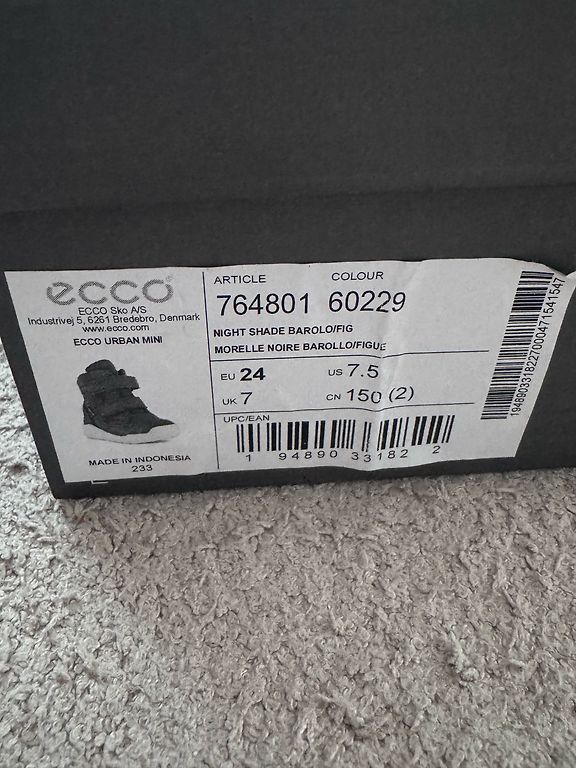 ecco
ECCO Sko A/S
Industrivej 5, 6261 Bredebro, Denmark
www.ecco.com
ECCO URBAN MINI
MADE IN INDONESIA
233
ARTICLE COLOUR
764801 60229
NIGHT SHADE BAROLO/FIG
MORELLE NOIRE BAROLLO/FIGUE
EU 24 US 7.5
UK 7 CN 150 (2)
UPC/EAN
1 94890 33182 2
1948903318227000471541547